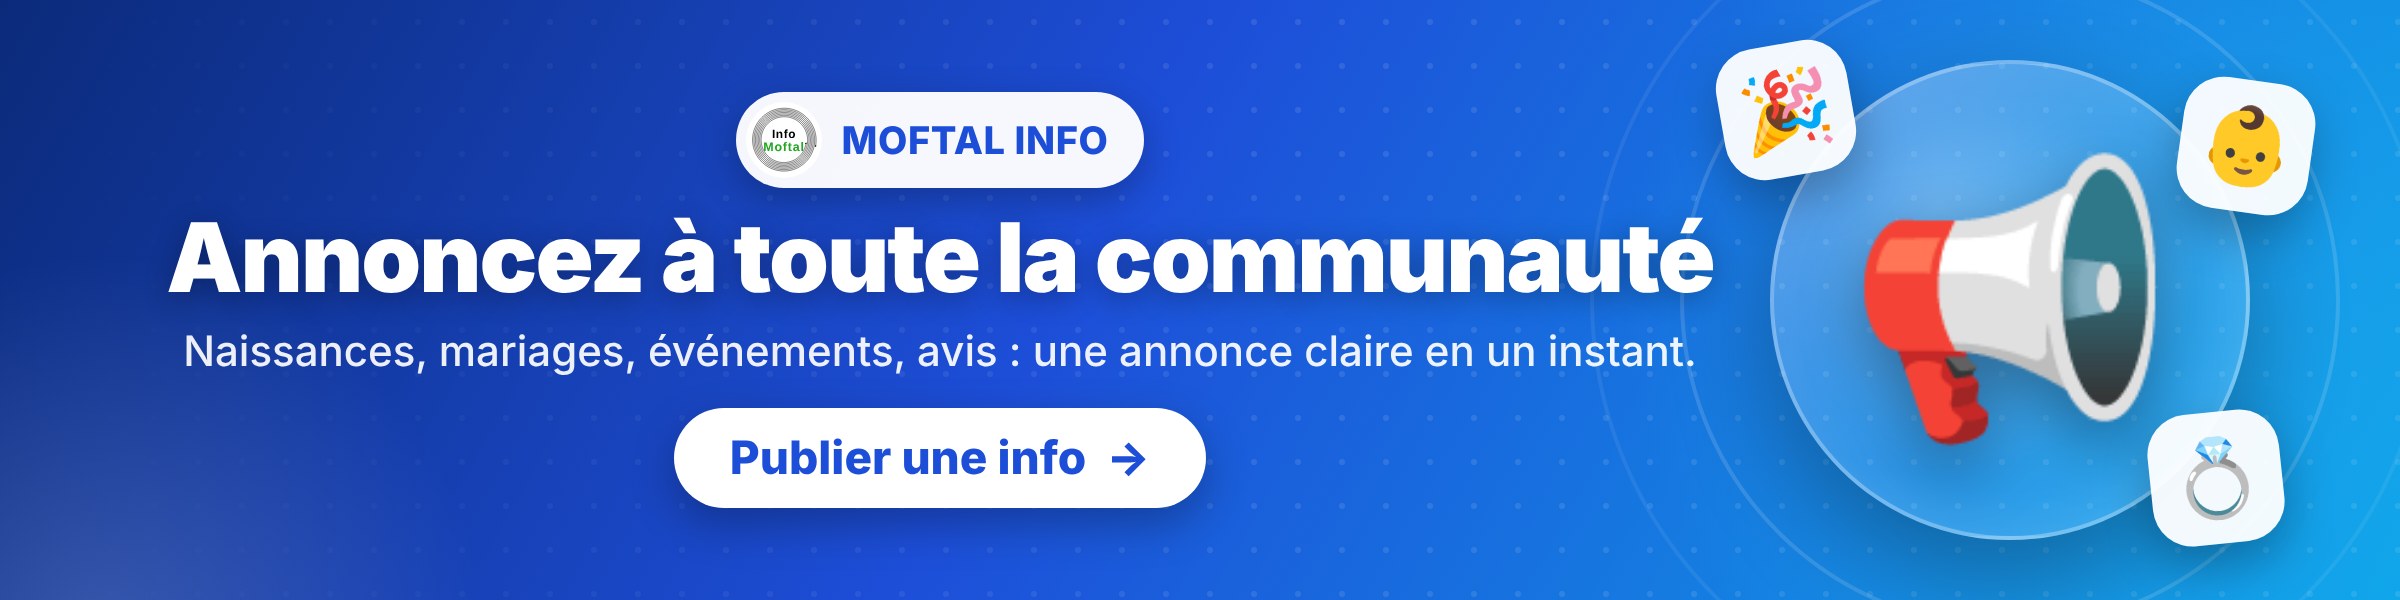 Info
Moftal
MOFTAL INFO
Annoncez à toute la communauté
Naissances, mariages, événements, avis : une annonce claire en un instant.
Publier une info →